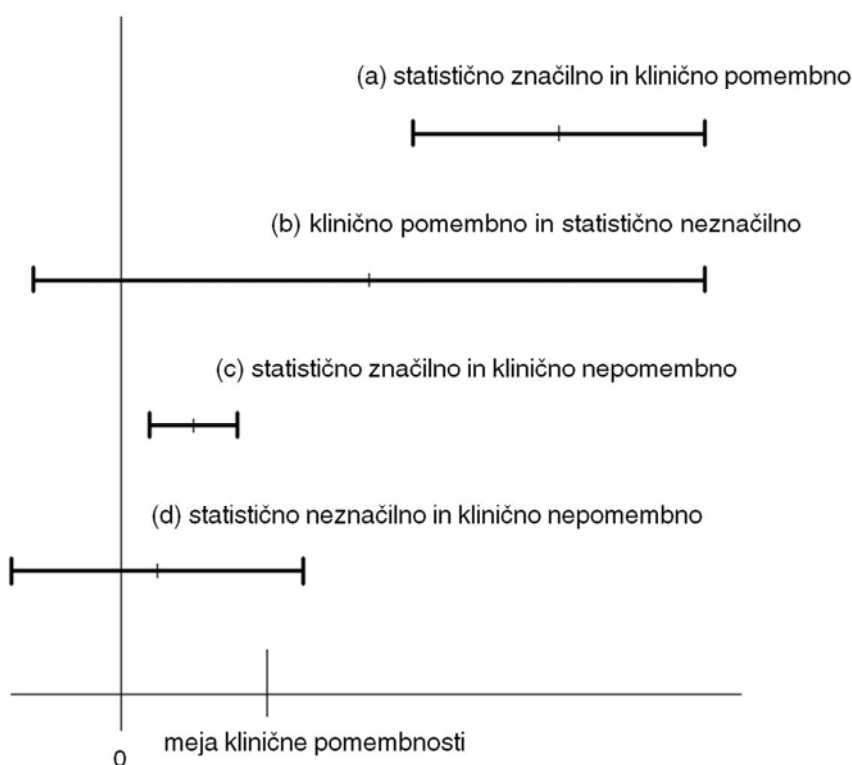 (a) statistično značilno in klinično pomembno
(b) klinično pomembno in statistično neznačilno
(c) statistično značilno in klinično nepomembno
(d) statistično neznačilno in klinično nepomembno
meja klinične pomembnosti
0